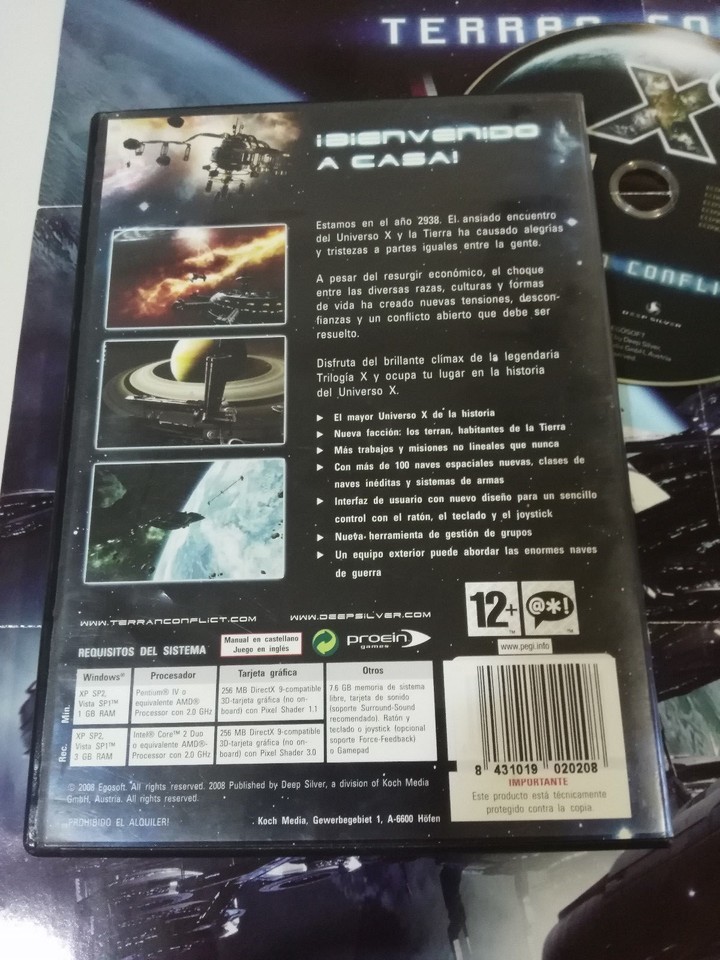 TERRAN CO
¡BIENVENIDO
A CASA!
Estamos en el año 2938. El ansiado encuentro
del Universo X y la Tierra ha causado alegrías
y tristezas a partes iguales entre la gente.
A pesar del resurgir económico, el choque
entre las diversas razas, culturas y formas
de vida ha creado nuevas tensiones, descon-
fianzas y un conflicto abierto que debe ser
resuelto.
Disfruta del brillante clímax de la legendaria
Trilogía X y ocupa tu lugar en la historia
del Universo X.
▶ El mayor Universo X de la historia
▶ Nueva facción: los terran, habitantes de la Tierra
▶ Más trabajos y misiones no lineales que nunca
▶ Con más de 100 naves espaciales nuevas, clases de
naves inéditas y sistemas de armas
▶ Interfaz de usuario con nuevo diseño para un sencillo
control con el ratón, el teclado y el joystick
▶ Nueva herramienta de gestión de grupos
▶ Un equipo exterior puede abordar las enormes naves
de guerra
WWW.TERRANCONFLICT.COM WWW.DEEPSILVER.COM
12+ @*!
www.pegi.info
REQUISITOS DEL SISTEMA
Manual en castellano
Juego en inglés
proein
games
Windows® Procesador Tarjeta gráfica Otros
Mín.
XP SP2,
Vista SP1™
1 GB RAM
Pentium® IV o
equivalente AMD®
Procesador con 2.0 GHz
256 MB DirectX 9-compatible
3D-tarjeta gráfica (no on-
board) con Pixel Shader 1.1
Rec.
XP SP2,
Vista SP1™
3 GB RAM
Intel® Core™ 2 Duo
o equivalente AMD®-
Procesador con 2.0 GHz
256 MB DirectX 9-compatible
3D-tarjeta gráfica (no on-
board) con Pixel Shader 3.0
7.6 GB memoria de sistema
libre, tarjeta de sonido
(soporte Surround-Sound
recomendado). Ratón y
teclado o joystick (opcional
soporte Force-Feedback)
o Gamepad
8 431019 020208
IMPORTANTE
Este producto está técnicamente
protegido contra la copia.
© 2008 Egosoft. All rights reserved. 2008 Published by Deep Silver, a division of Koch Media
GmbH, Austria. All rights reserved.
¡PROHIBIDO EL ALQUILER! Koch Media, Gewerbegebiet 1, A-6600 Höfen
X
N CONFLI
DEEP SILVER
EGOSOFT
by Deep Silver,